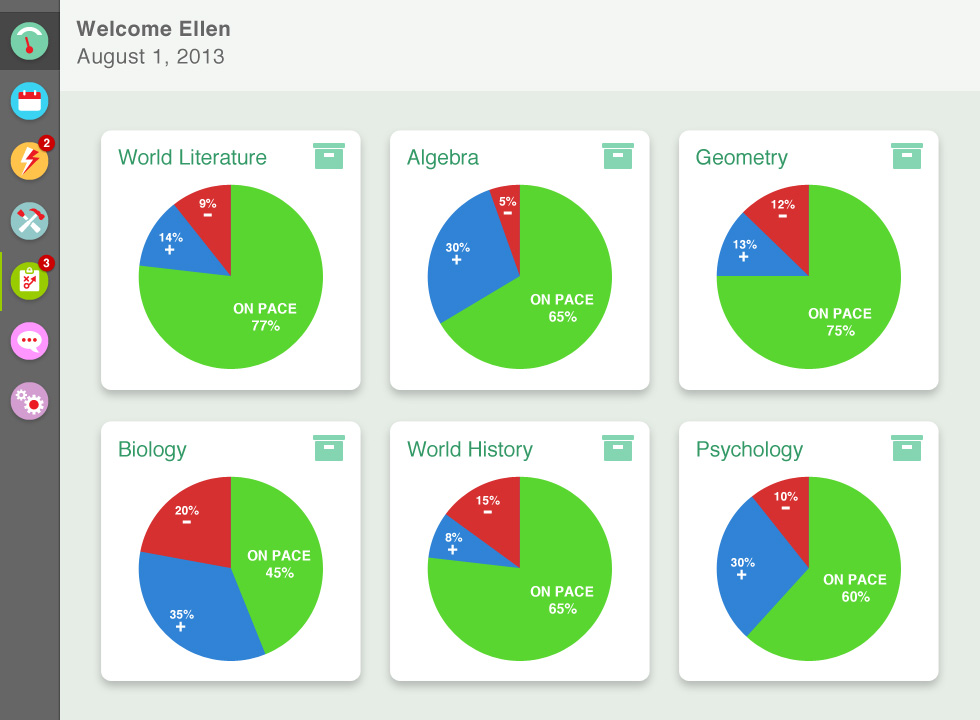 Welcome Ellen
August 1, 2013
2
3
World Literature
9%
-
14%
+
ON PACE
77%
Algebra
5%
-
30%
+
ON PACE
65%
Geometry
12%
-
13%
+
ON PACE
75%
Biology
20%
-
35%
+
ON PACE
45%
World History
15%
-
8%
+
ON PACE
65%
Psychology
10%
-
30%
+
ON PACE
60%